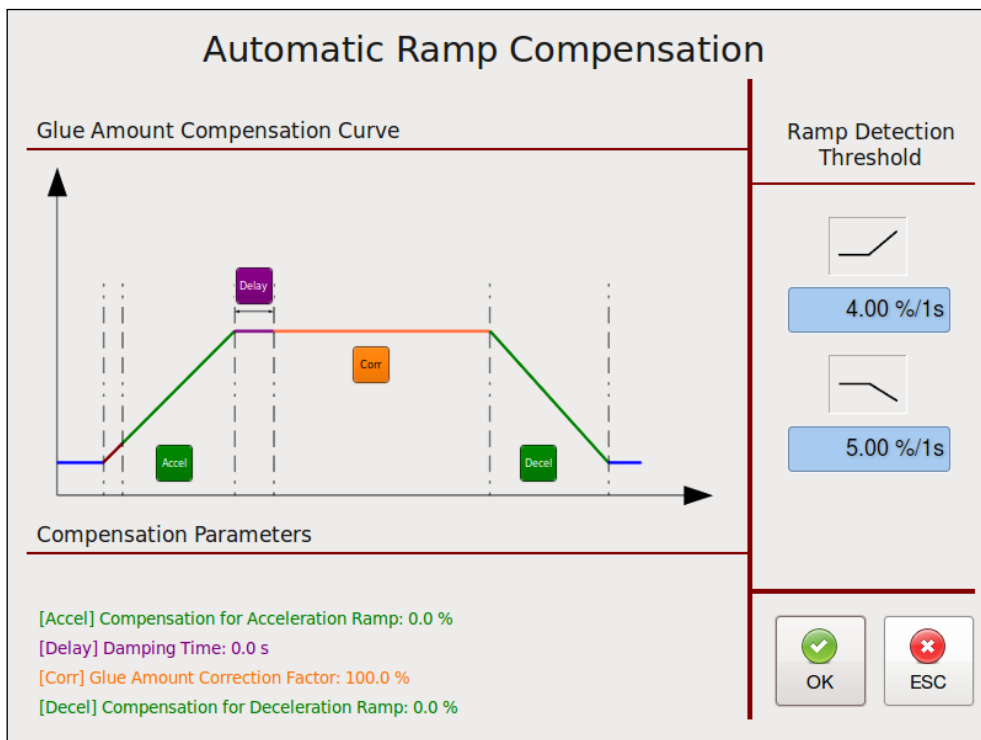 Automatic Ramp Compensation
Glue Amount Compensation Curve
Delay
Corr
Accel
Decel
Compensation Parameters
[Accel] Compensation for Acceleration Ramp: 0.0 %
[Delay] Damping Time: 0.0 s
[Corr] Glue Amount Correction Factor: 100.0 %
[Decel] Compensation for Deceleration Ramp: 0.0 %
Ramp Detection
Threshold
4.00 %/1s
5.00 %/1s
OK
ESC